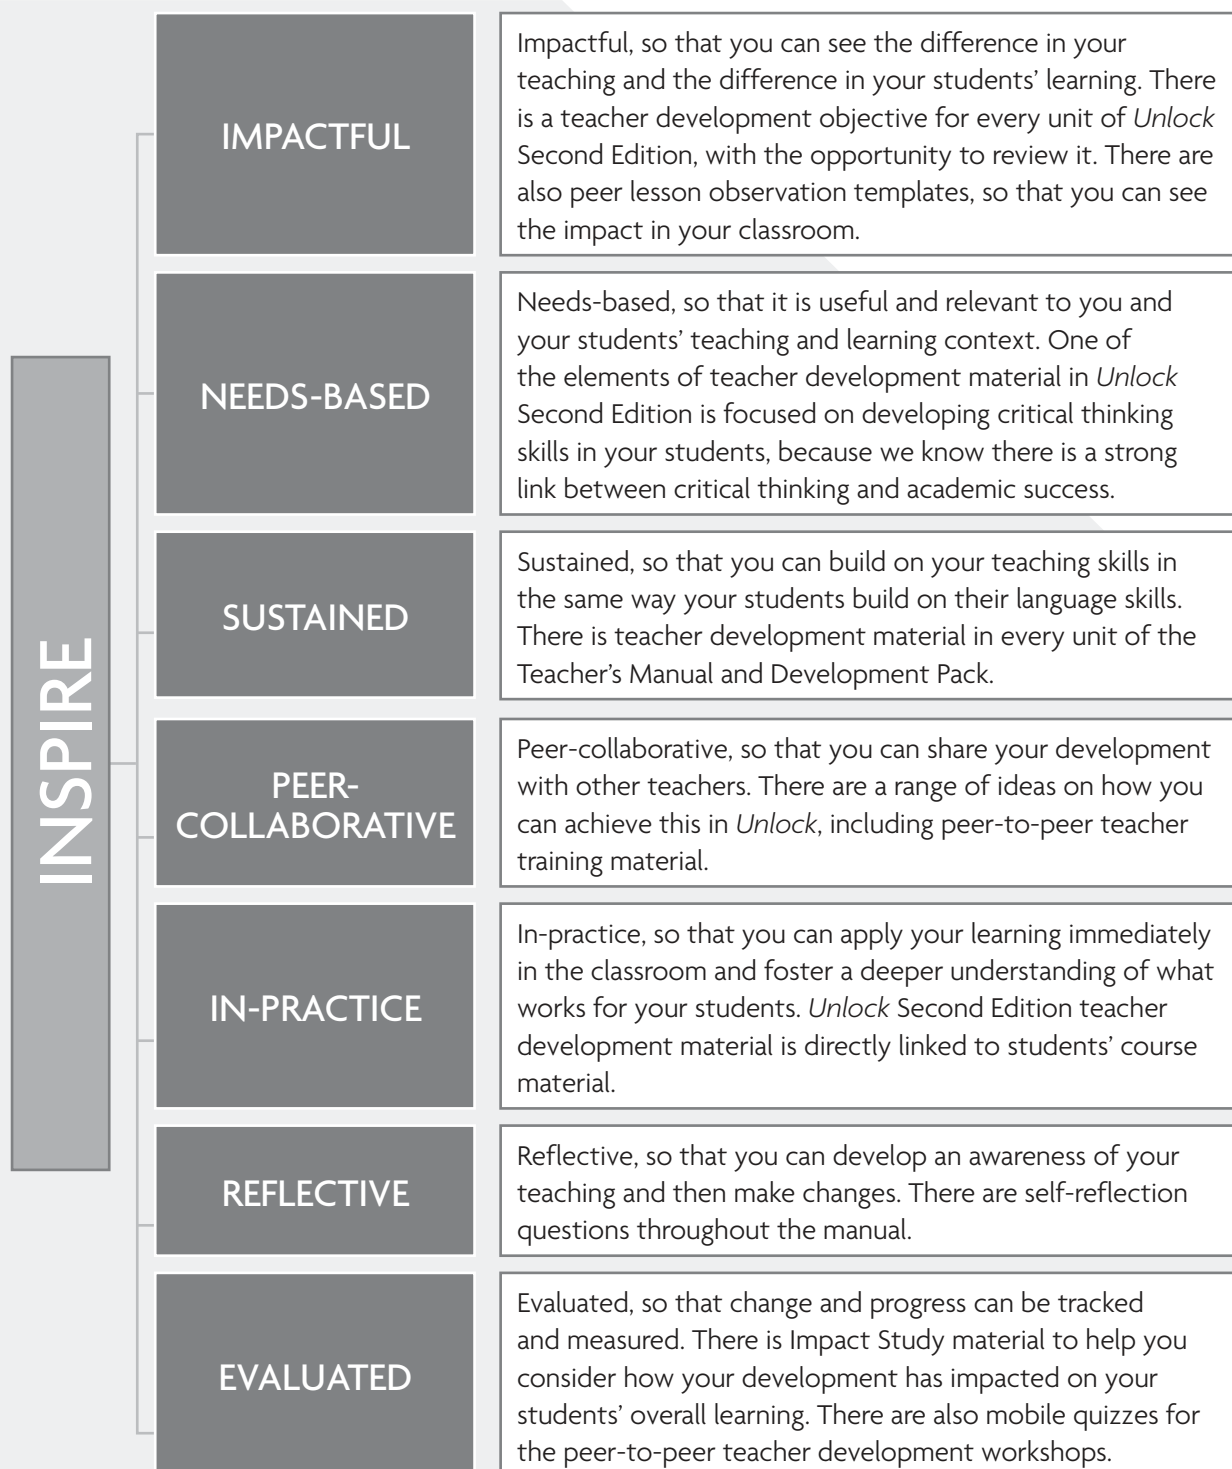 INSPIRE
IMPACTFUL
Impactful, so that you can see the difference in your
teaching and the difference in your students’ learning. There
is a teacher development objective for every unit of Unlock
Second Edition, with the opportunity to review it. There are
also peer lesson observation templates, so that you can see
the impact in your classroom.
NEEDS-BASED
Needs-based, so that it is useful and relevant to you and
your students’ teaching and learning context. One of
the elements of teacher development material in Unlock
Second Edition is focused on developing critical thinking
skills in your students, because we know there is a strong
link between critical thinking and academic success.
SUSTAINED
Sustained, so that you can build on your teaching skills in
the same way your students build on their language skills.
There is teacher development material in every unit of the
Teacher’s Manual and Development Pack.
PEER-
COLLABORATIVE
Peer-collaborative, so that you can share your development
with other teachers. There are a range of ideas on how you
can achieve this in Unlock, including peer-to-peer teacher
training material.
IN-PRACTICE
In-practice, so that you can apply your learning immediately
in the classroom and foster a deeper understanding of what
works for your students. Unlock Second Edition teacher
development material is directly linked to students’ course
material.
REFLECTIVE
Reflective, so that you can develop an awareness of your
teaching and then make changes. There are self-reflection
questions throughout the manual.
EVALUATED
Evaluated, so that change and progress can be tracked
and measured. There is Impact Study material to help you
consider how your development has impacted on your
students’ overall learning. There are also mobile quizzes for
the peer-to-peer teacher development workshops.